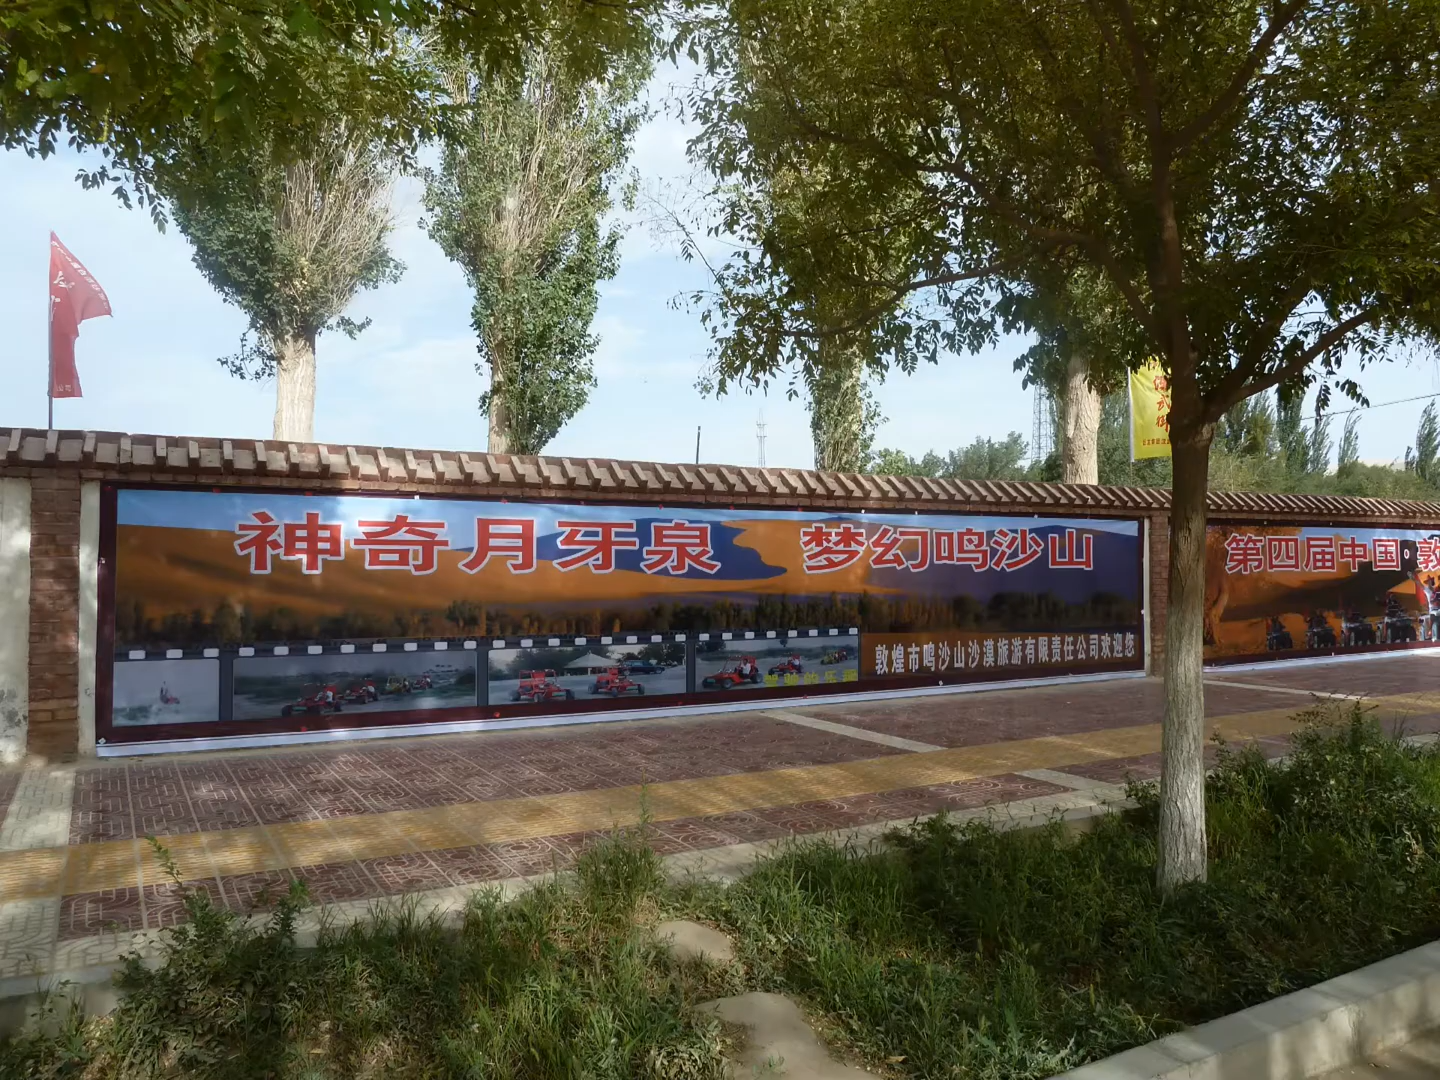 神奇月牙泉 梦幻鸣沙山
敦煌市鸣沙山沙漠旅游有限责任公司欢迎您
第四届中国·敦